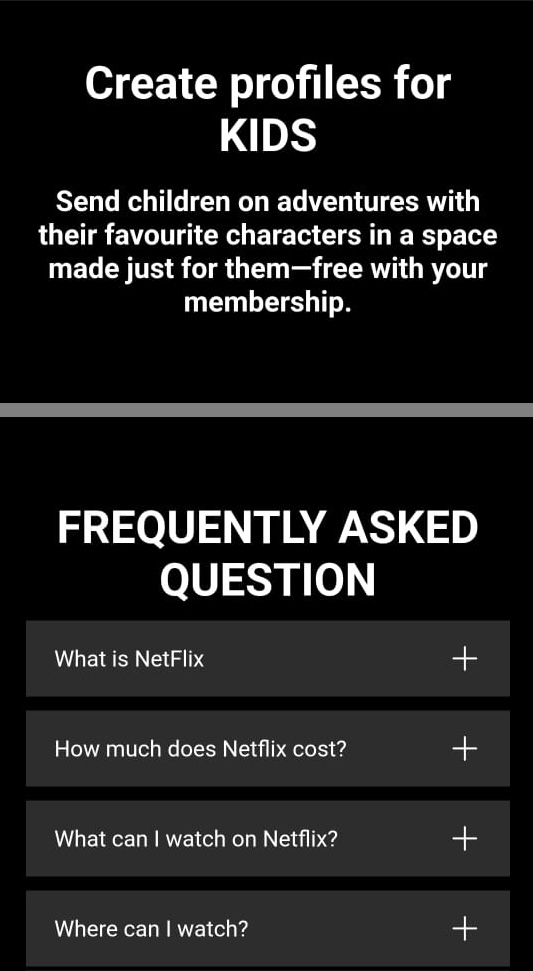 Create profiles for
KIDS
Send children on adventures with
their favourite characters in a space
made just for them—free with your
membership.
FREQUENTLY ASKED
QUESTION
What is NetFlix
How much does Netflix cost?
What can I watch on Netflix?
Where can I watch?